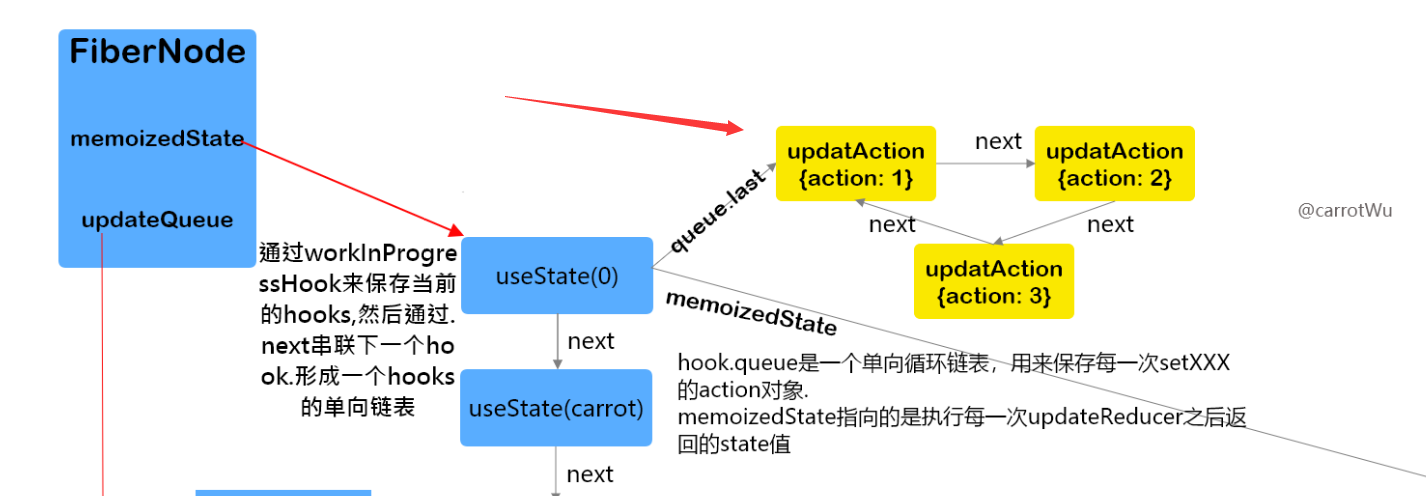 FiberNode
memoizedState
updateQueue
通过workInProgre
ssHook来保存当前
的hooks,然后通过.
next串联下一个ho
ok.形成一个hooks
的单向链表
useState(0)
next
useState(carrot)
next
queue.last
memoizedState
updatAction
{action: 1}
next
updatAction
{action: 2}
next
next
updatAction
{action: 3}
@carrotWu
hook.queue是一个单向循环链表，用来保存每一次setXXX
的action对象.
memoizedState指向的是执行每一次updateReducer之后返
回的state值